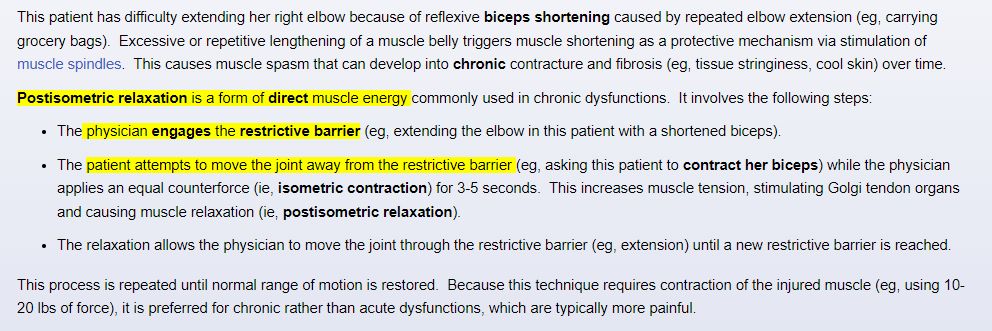 This patient has difficulty extending her right elbow because of reflexive biceps shortening caused by repeated elbow extension (eg, carrying
grocery bags). Excessive or repetitive lengthening of a muscle belly triggers muscle shortening as a protective mechanism via stimulation of
muscle spindles. This causes muscle spasm that can develop into chronic contracture and fibrosis (eg, tissue stringiness, cool skin) over time.
Postisometric relaxation is a form of direct muscle energy commonly used in chronic dysfunctions. It involves the following steps:
• The physician engages the restrictive barrier (eg, extending the elbow in this patient with a shortened biceps).
• The patient attempts to move the joint away from the restrictive barrier (eg, asking this patient to contract her biceps) while the physician
applies an equal counterforce (ie, isometric contraction) for 3-5 seconds. This increases muscle tension, stimulating Golgi tendon organs
and causing muscle relaxation (ie, postisometric relaxation).
• The relaxation allows the physician to move the joint through the restrictive barrier (eg, extension) until a new restrictive barrier is reached.
This process is repeated until normal range of motion is restored. Because this technique requires contraction of the injured muscle (eg, using 10-
20 lbs of force), it is preferred for chronic rather than acute dysfunctions, which are typically more painful.